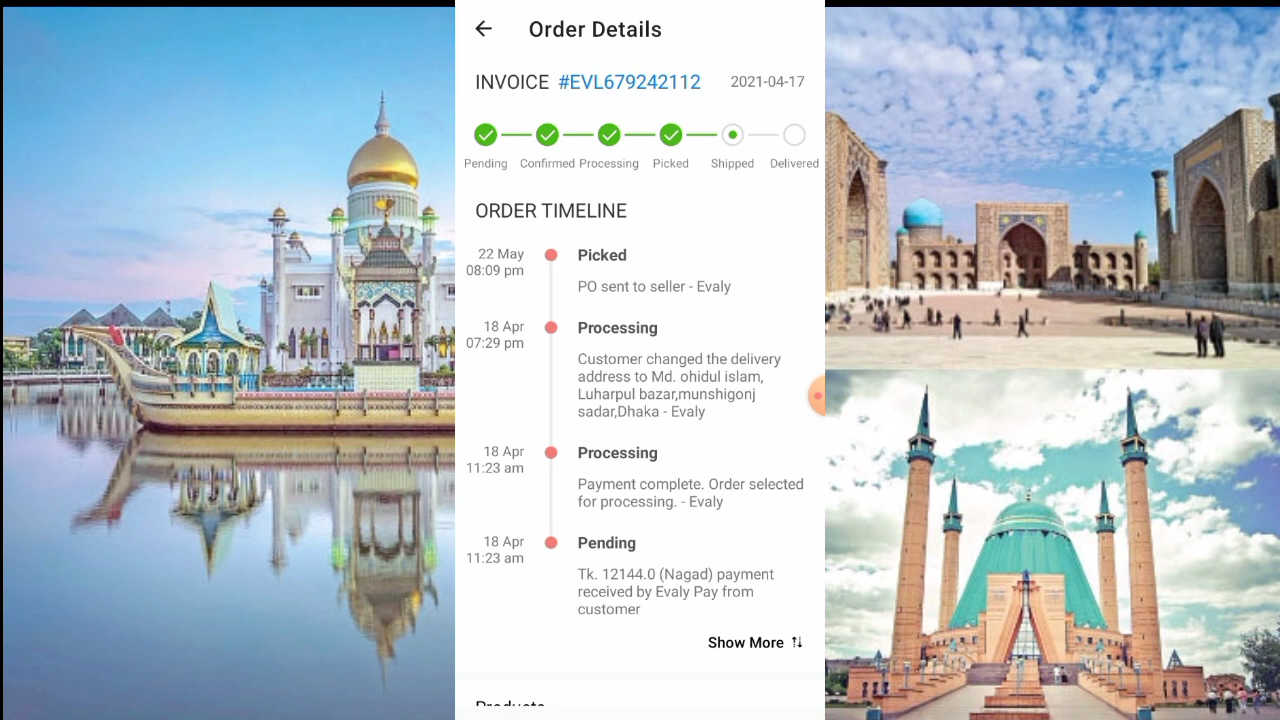 Order Details
INVOICE #EVL679242112 2021-04-17
Pending Confirmed Processing Picked Shipped Delivered
ORDER TIMELINE
22 May
08:09 pm
Picked
PO sent to seller - Evaly
18 Apr
07:29 pm
Processing
Customer changed the delivery
address to Md. ohidul islam,
Luharpul bazar,munshigonj
sadar,Dhaka - Evaly
18 Apr
11:23 am
Processing
Payment complete. Order selected
for processing. - Evaly
18 Apr
11:23 am
Pending
Tk. 12144.0 (Nagad) payment
received by Evaly Pay from
customer
Show More
Products